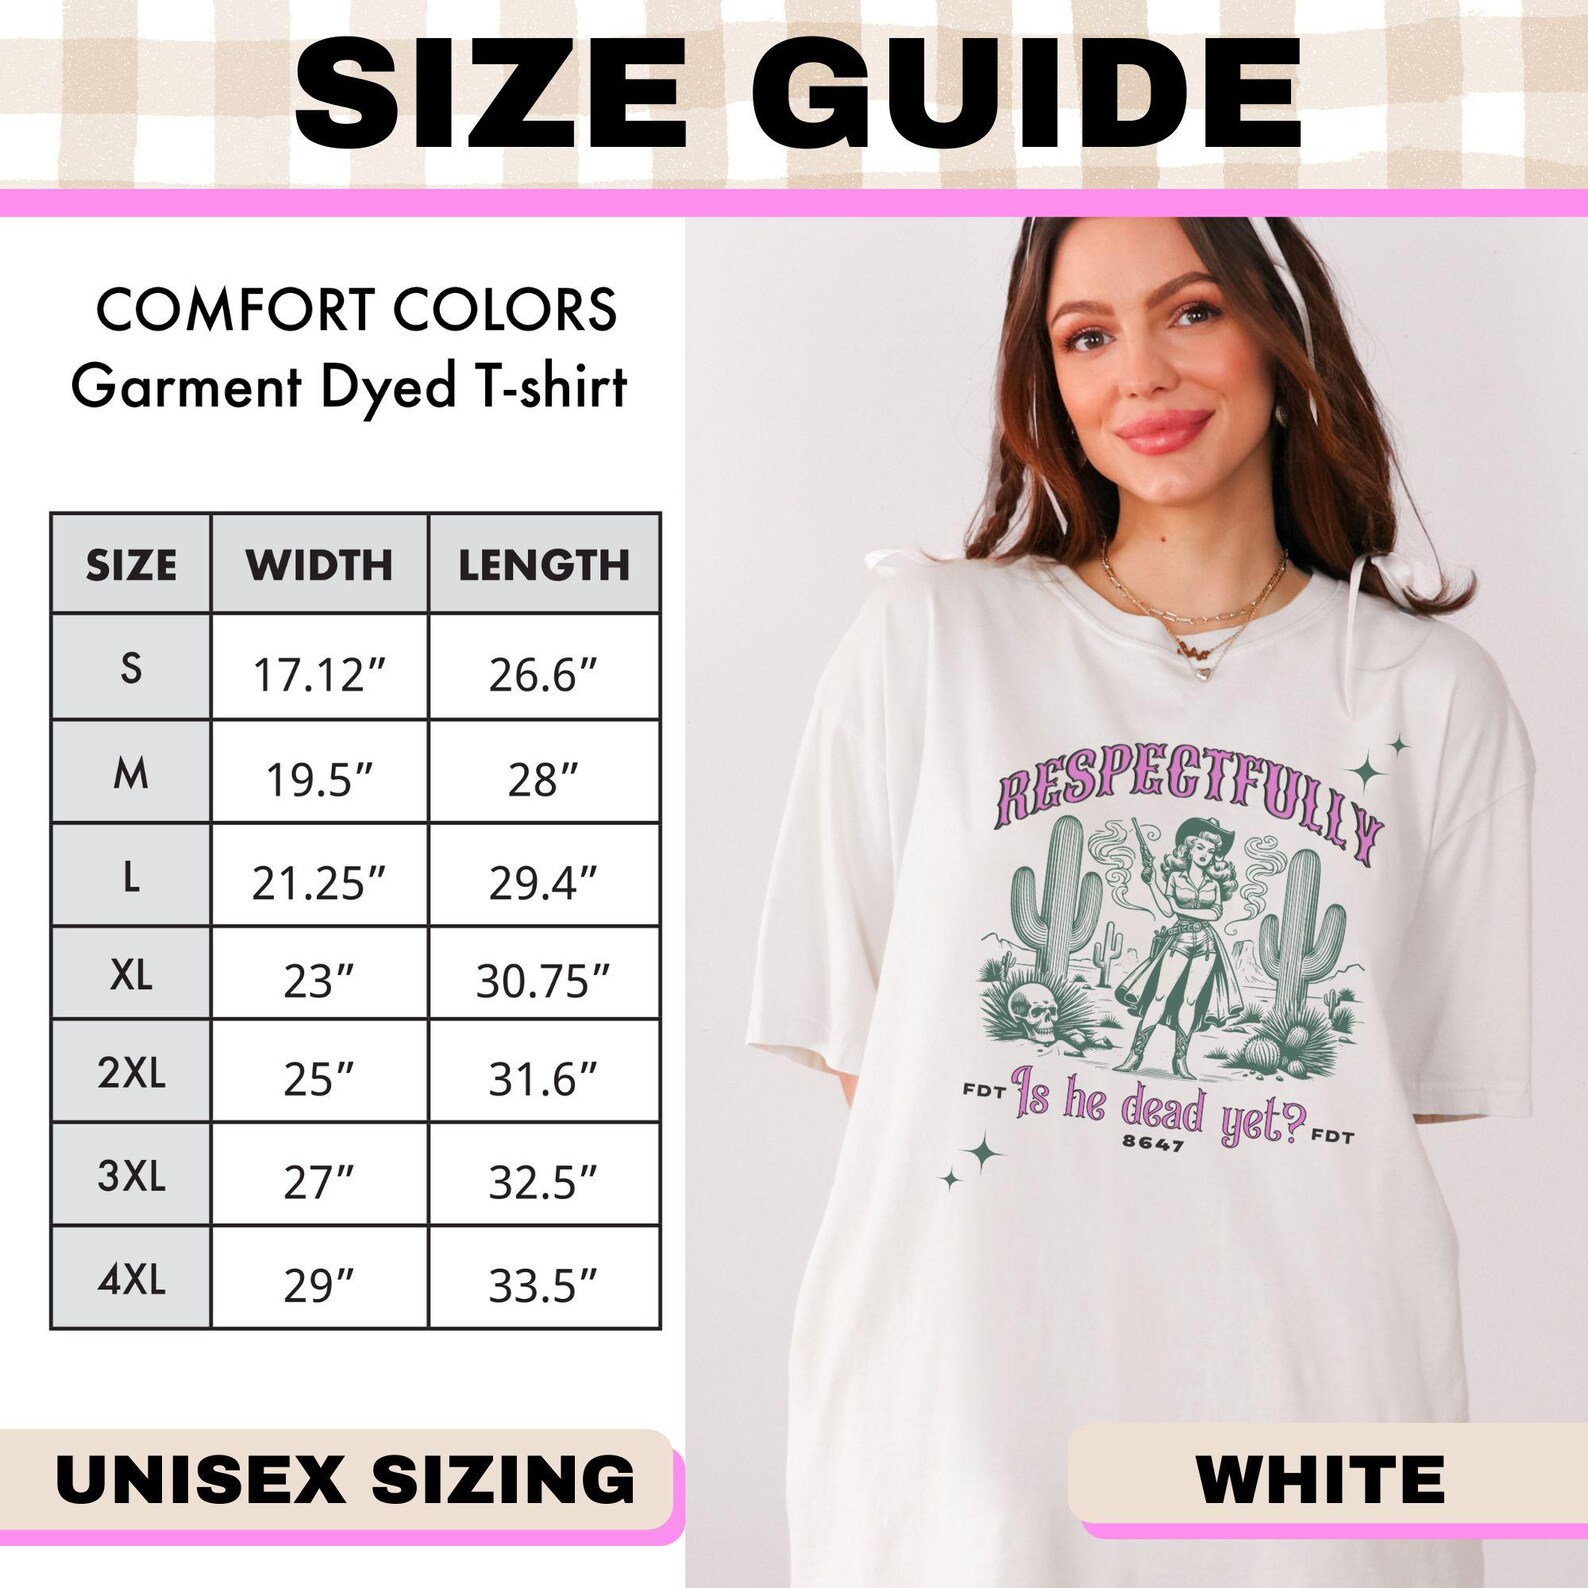 SIZE GUIDE
COMFORT COLORS
Garment Dyed T-shirt
SIZE WIDTH LENGTH
S 17.12” 26.6”
M 19.5” 28”
L 21.25” 29.4”
XL 23” 30.75”
2XL 25” 31.6”
3XL 27” 32.5”
4XL 29” 33.5”
UNISEX SIZING
RESPECTFULLY
FDT Is he dead yet? FDT
8647
WHITE